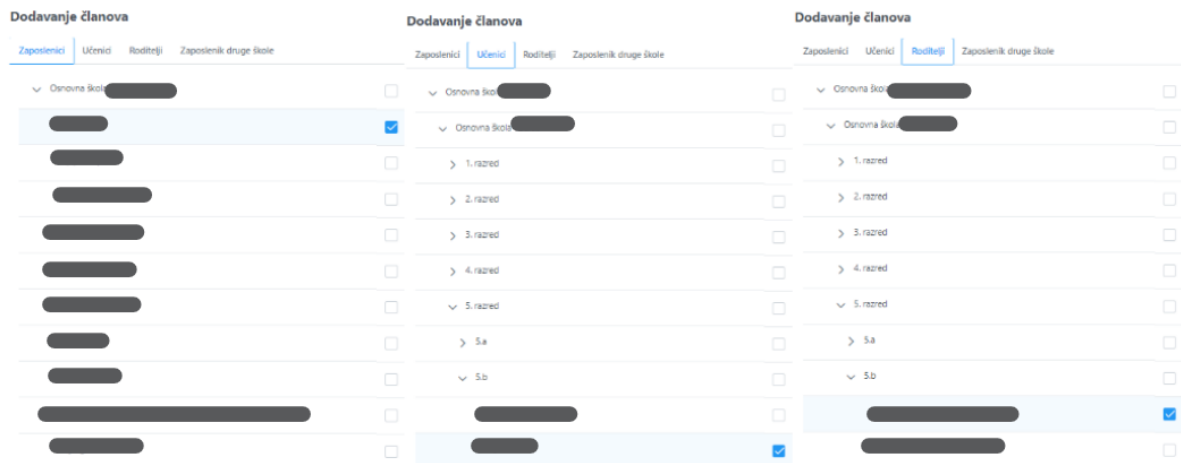 Dodavanje članova
Zaposlenici Učenici Roditelji Zaposlenik druge škole
Osnovna škola
Dodavanje članova
Zaposlenici Učenici Roditelji Zaposlenik druge škole
Osnovna
Osnovna škola
1. razred
2. razred
3. razred
4. razred
5. razred
5.a
5.b
Dodavanje članova
Zaposlenici Učenici Roditelji Zaposlenik druge škole
Osnovna škola
Osnovna škola
1. razred
2. razred
3. razred
4. razred
5. razred
5.a
5.b